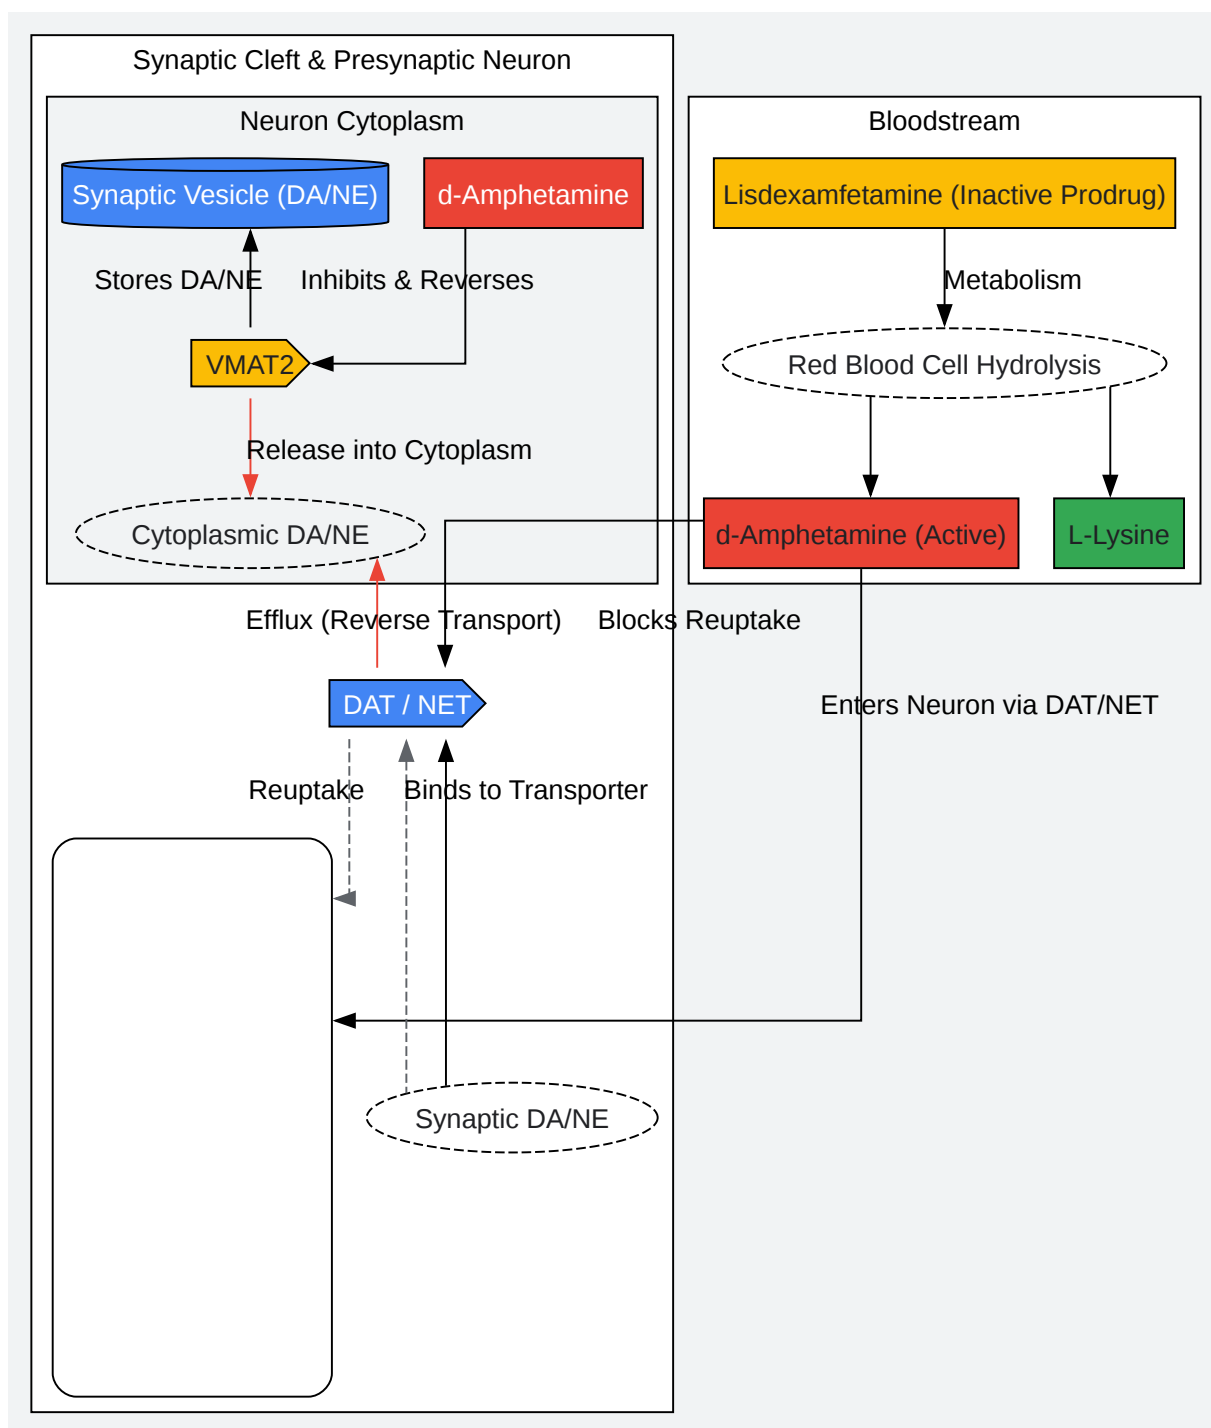 Synaptic Cleft & Presynaptic Neuron
Neuron Cytoplasm
Synaptic Vesicle (DA/NE)
d-Amphetamine
Stores DA/NE
Inhibits & Reverses
VMAT2
Release into Cytoplasm
Cytoplasmic DA/NE
Bloodstream
Lisdexamfetamine (Inactive Prodrug)
Metabolism
Red Blood Cell Hydrolysis
d-Amphetamine (Active)
L-Lysine
Efflux (Reverse Transport)
Blocks Reuptake
DAT / NET
Enters Neuron via DAT/NET
Reuptake
Binds to Transporter
Synaptic DA/NE